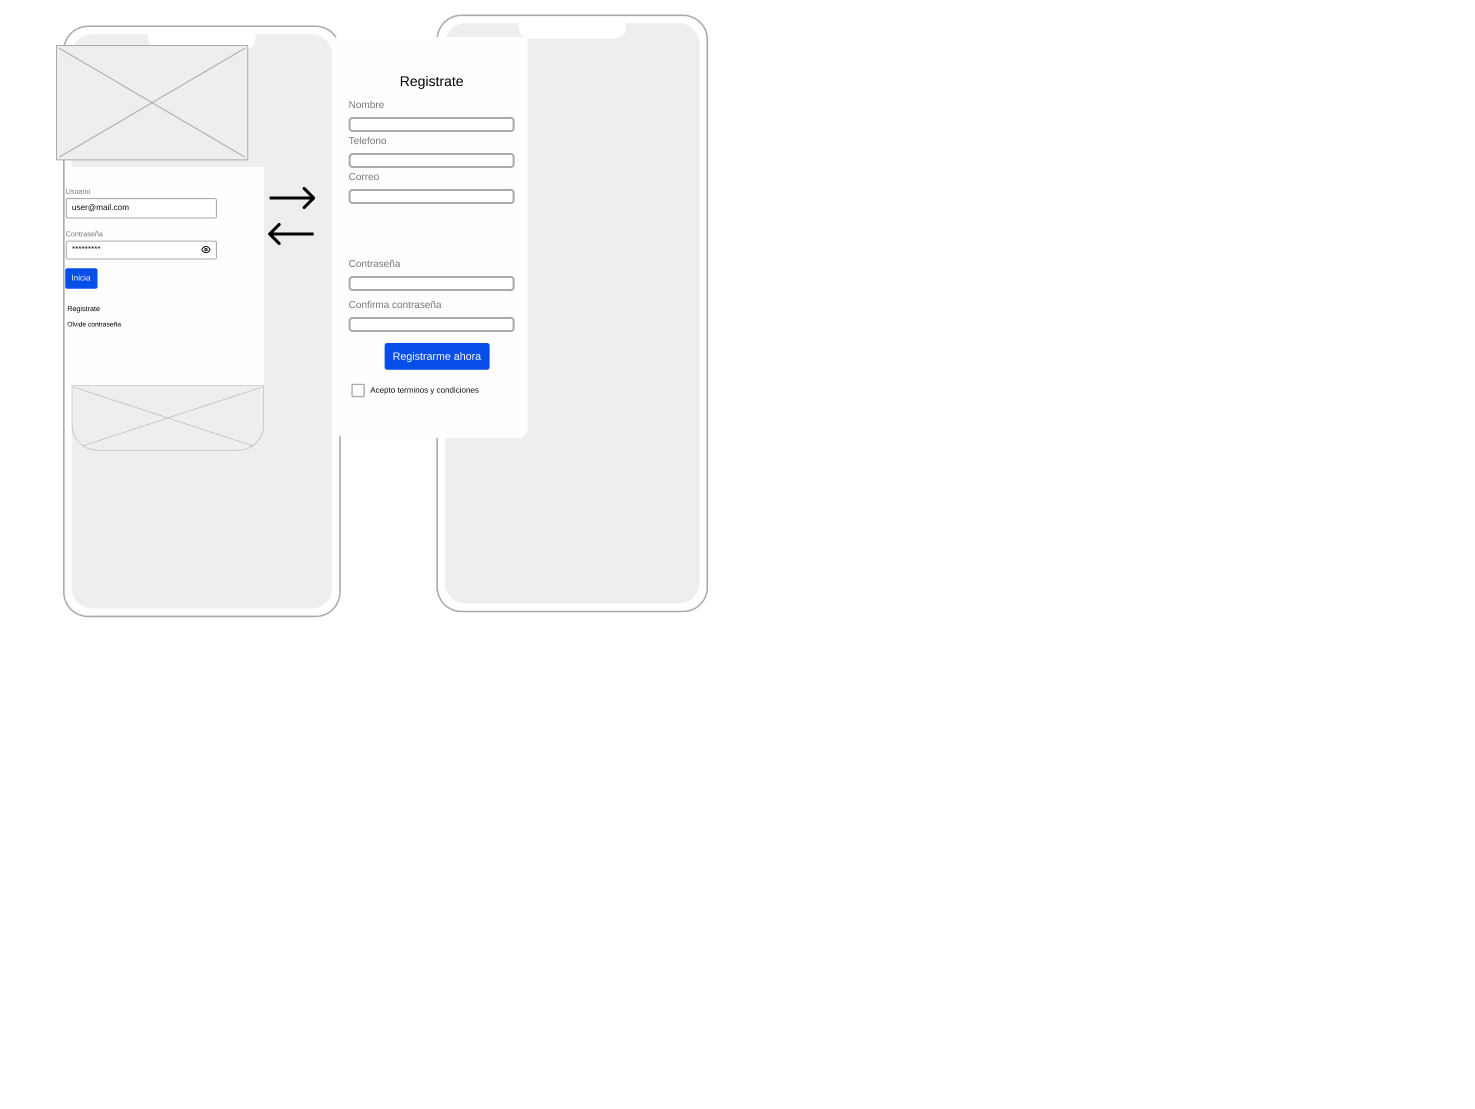 Usuario
user@mail.com
Contraseña
*********
Inicia
Registrate
Olvide contraseña
Registrate
Nombre
Telefono
Correo
Contraseña
Confirma contraseña
Registrarme ahora
Acepto terminos y condiciones